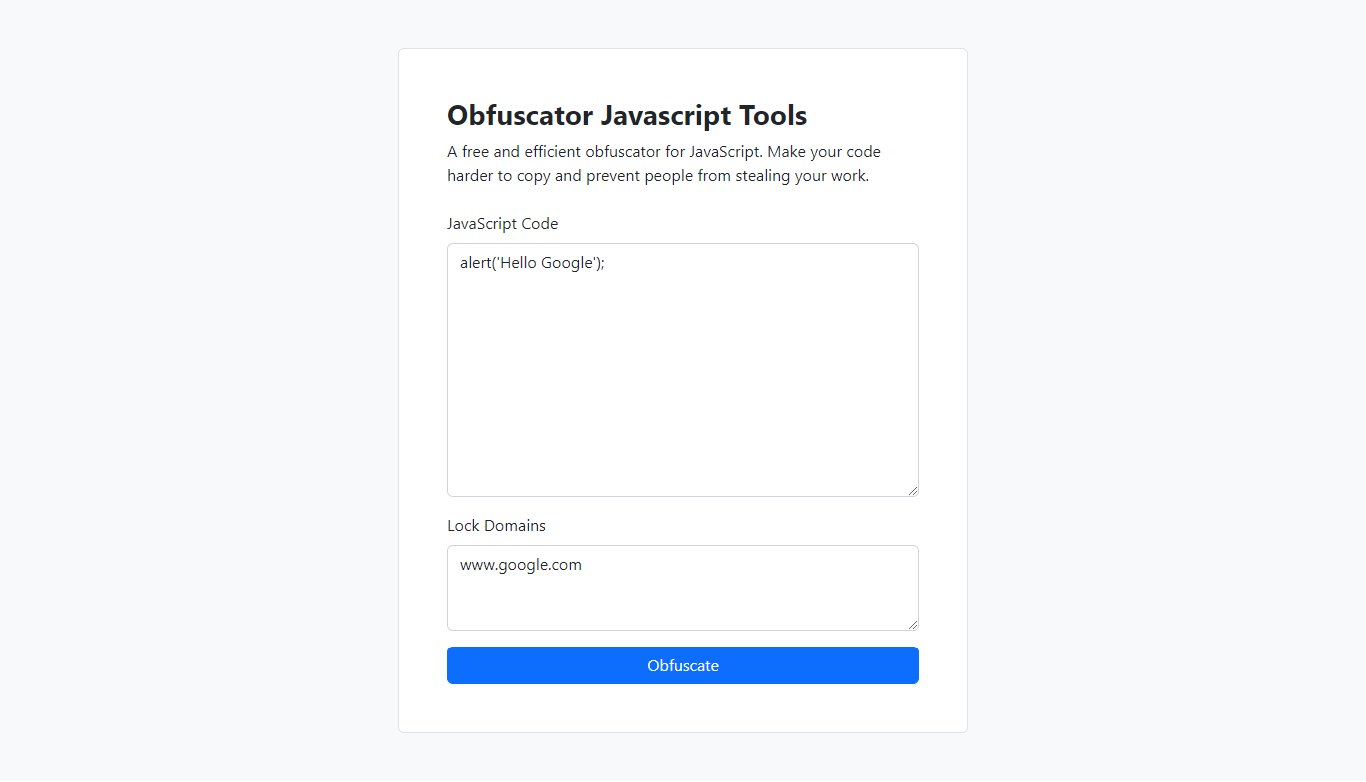 Obfuscator Javascript Tools
A free and efficient obfuscator for JavaScript. Make your code
harder to copy and prevent people from stealing your work.
JavaScript Code
alert('Hello Google');
Lock Domains
www.google.com
Obfuscate